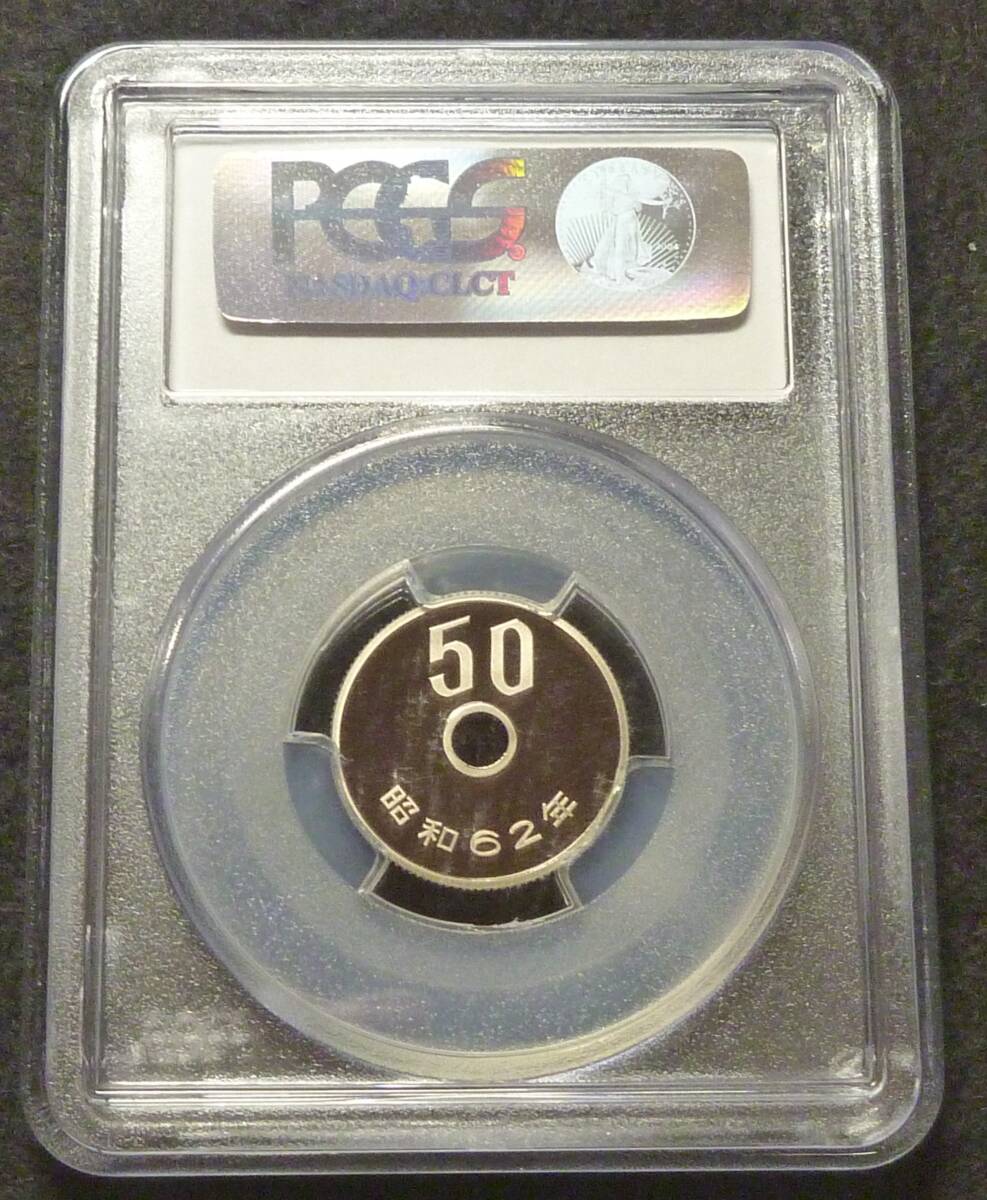 PCGS
NASDAQ:CLCT
50
昭和62年